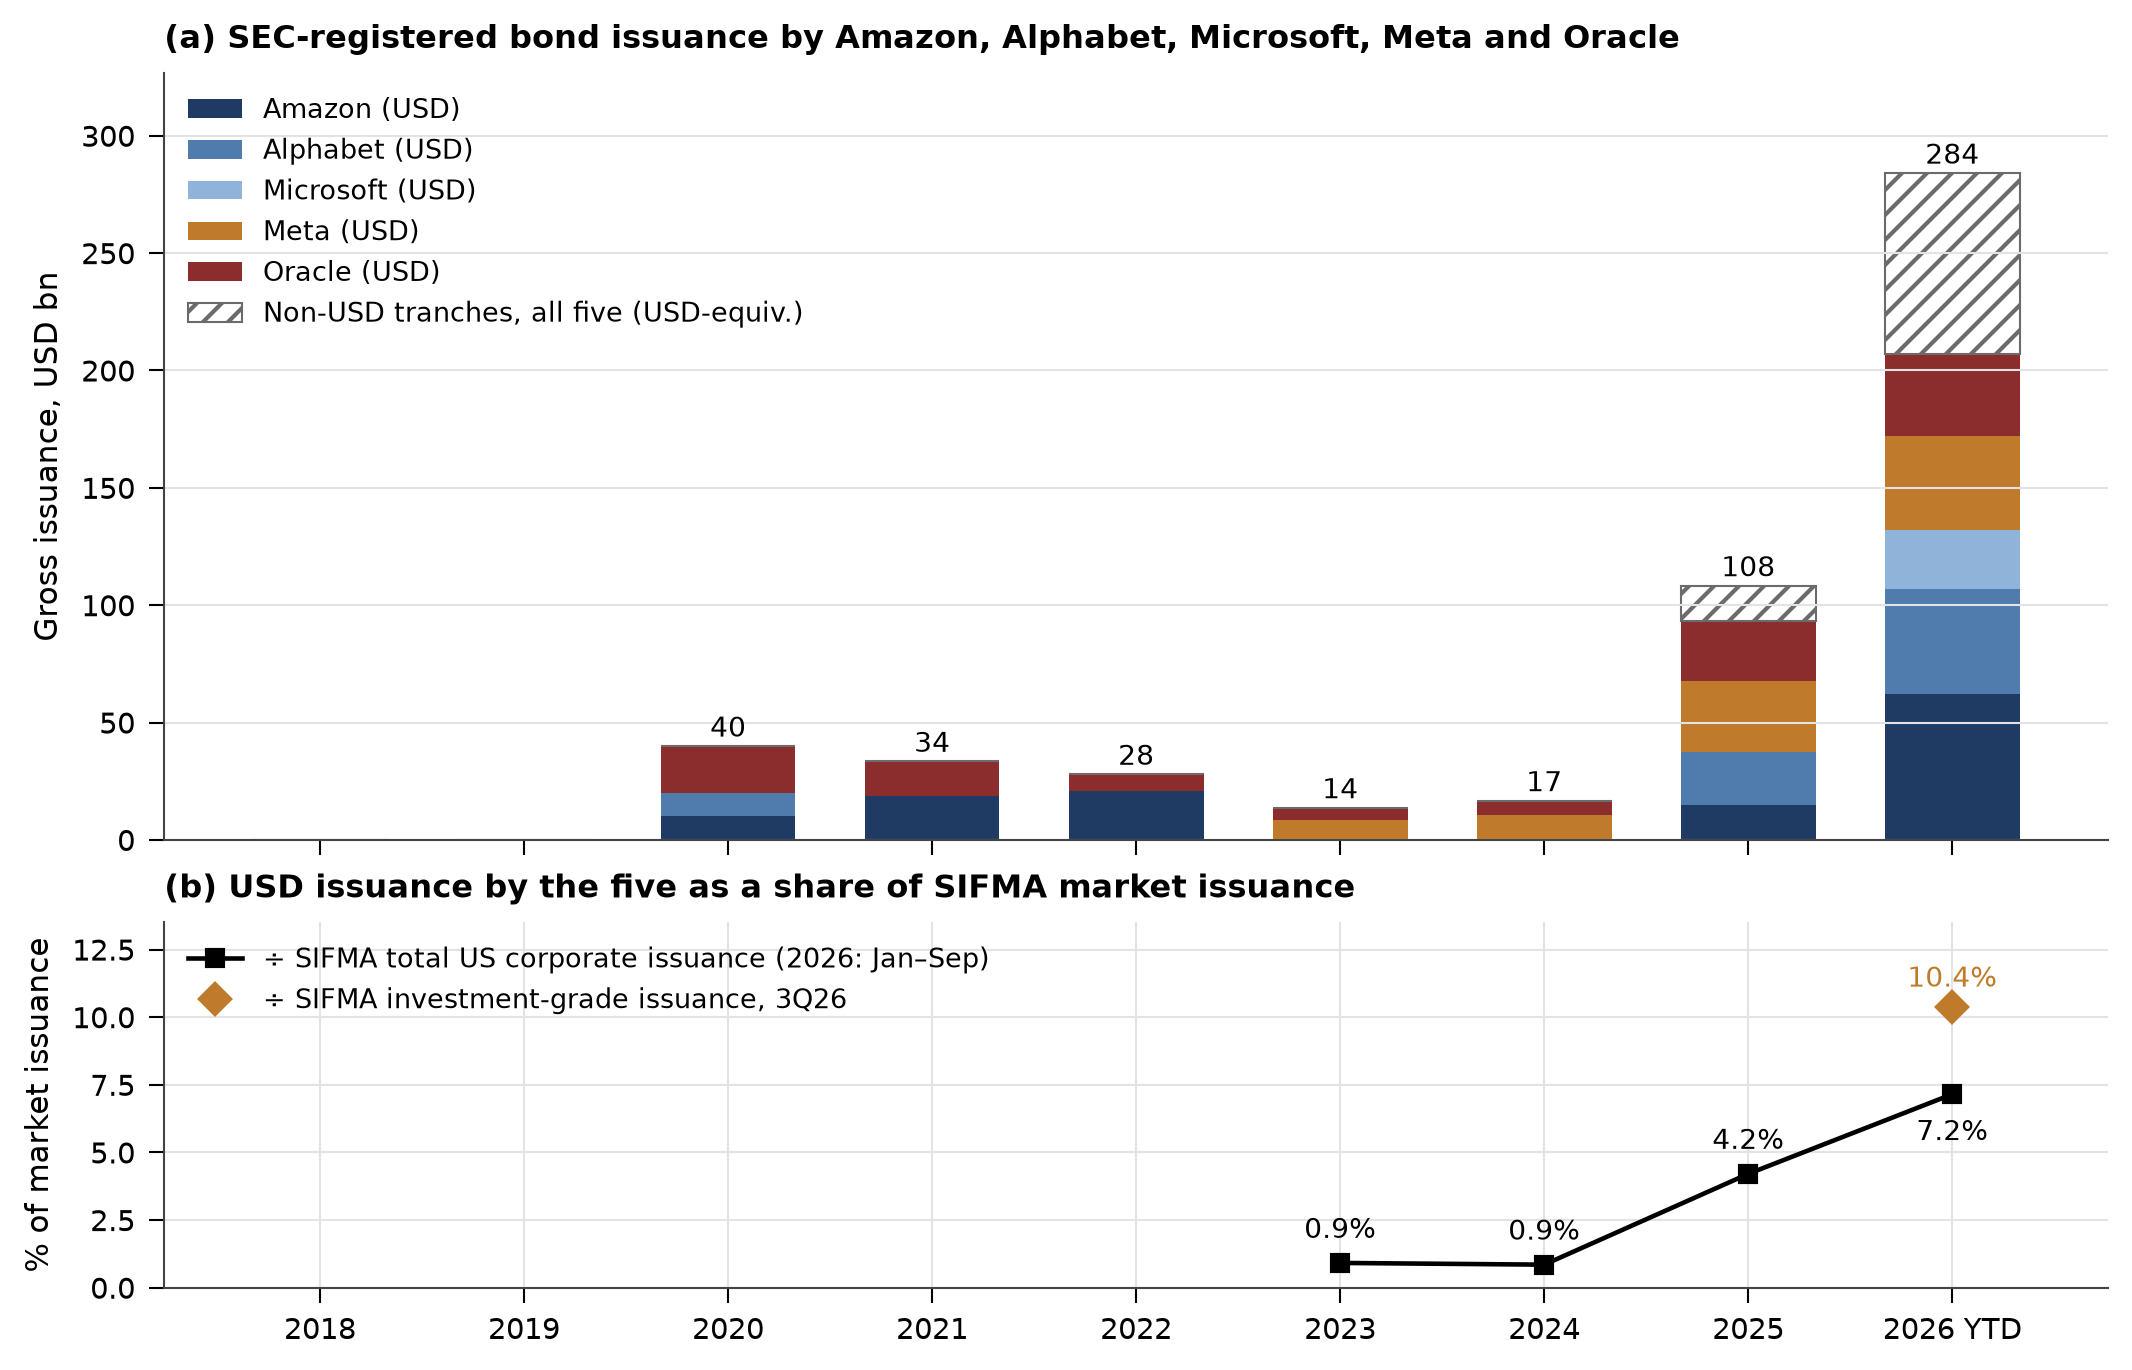 (a) SEC-registered bond issuance by Amazon, Alphabet, Microsoft, Meta and Oracle
Gross issuance, USD bn
300
250
200
150
100
50
0
Amazon (USD)
Alphabet (USD)
Microsoft (USD)
Meta (USD)
Oracle (USD)
Non-USD tranches, all five (USD-equiv.)
40
34
28
14
17
108
284
(b) USD issuance by the five as a share of SIFMA market issuance
% of market issuance
12.5
10.0
7.5
5.0
2.5
0.0
÷ SIFMA total US corporate issuance (2026: Jan–Sep)
÷ SIFMA investment-grade issuance, 3Q26
0.9%
0.9%
4.2%
7.2%
10.4%
2018
2019
2020
2021
2022
2023
2024
2025
2026 YTD